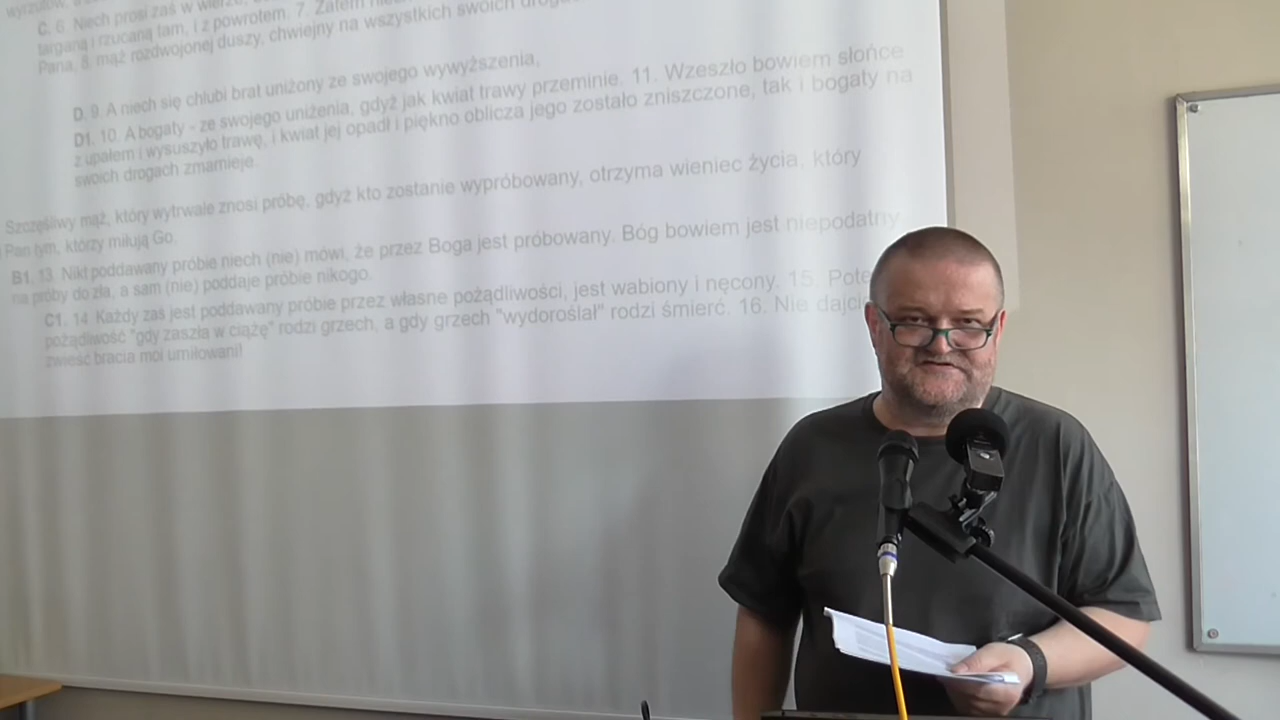 C. 6. Niech prosi zaś w wierze,
targaną i rzucaną tam, i z powrotem. 7. Zatem
Pana, 8. mąż rozdwojonej duszy, chwiejny na wszystkich swoich
D. 9. A niech się chlubi brat uniżony ze swojego wywyższenia,
D1. 10. A bogaty - ze swojego uniżenia, gdyż jak kwiat trawy przeminie. 11. Wzeszło bowiem słońce
z upałem i wysuszyło trawę, i kwiat jej opadł i piękno oblicza jego zostało zniszczone, tak i bogaty na
swoich drogach zmarnieje.
Szczęśliwy mąż, który wytrwale znosi próbę, gdyż kto zostanie wypróbowany, otrzyma wieniec życia, który
Pan tym, którzy miłują Go.
B1. 13. Nikt poddawany próbie niech (nie) mówi, że przez Boga jest próbowany. Bóg bowiem jest niepodatny
na próby do zła, a sam (nie) poddaje próbie nikogo.
C1. 14. Każdy zaś jest poddawany próbie przez własne pożądliwości, jest wabiony i nęcony. 15.
pożądliwość "gdy zaszła w ciążę" rodzi grzech, a gdy grzech "wydoroślał" rodzi śmierć. 16. Nie
zwieść bracia moi umiłowani!